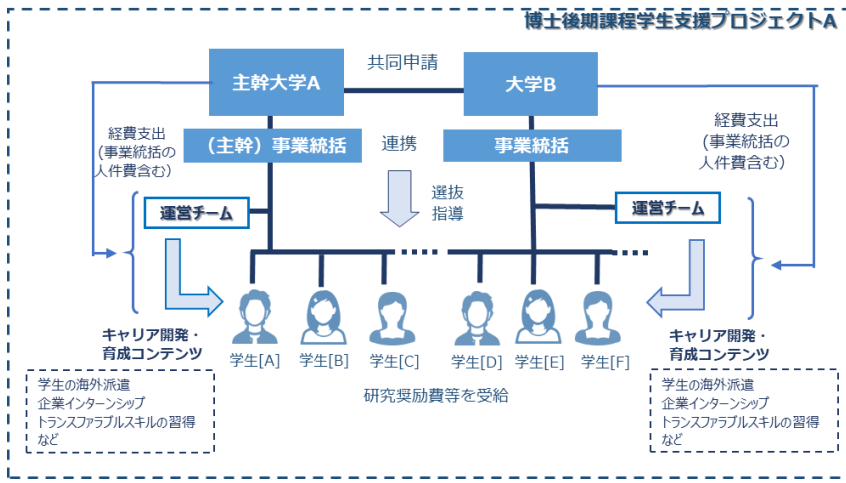 博士後期課程学生支援プロジェクトA
主幹大学A
共同申請
大学B
経費支出
(事業統括の
人件費含む)
（主幹）事業統括
連携
事業統括
経費支出
(事業統括の
人件費含む)
運営チーム
選抜
指導
運営チーム
キャリア開発・
育成コンテンツ
学生[A]
学生[B]
学生[C]
学生[D]
学生[E]
学生[F]
キャリア開発・
育成コンテンツ
研究奨励費等を受給
学生の海外派遣
企業インターンシップ
トランスファラブルスキルの習得
など
学生の海外派遣
企業インターンシップ
トランスファラブルスキルの習得
など